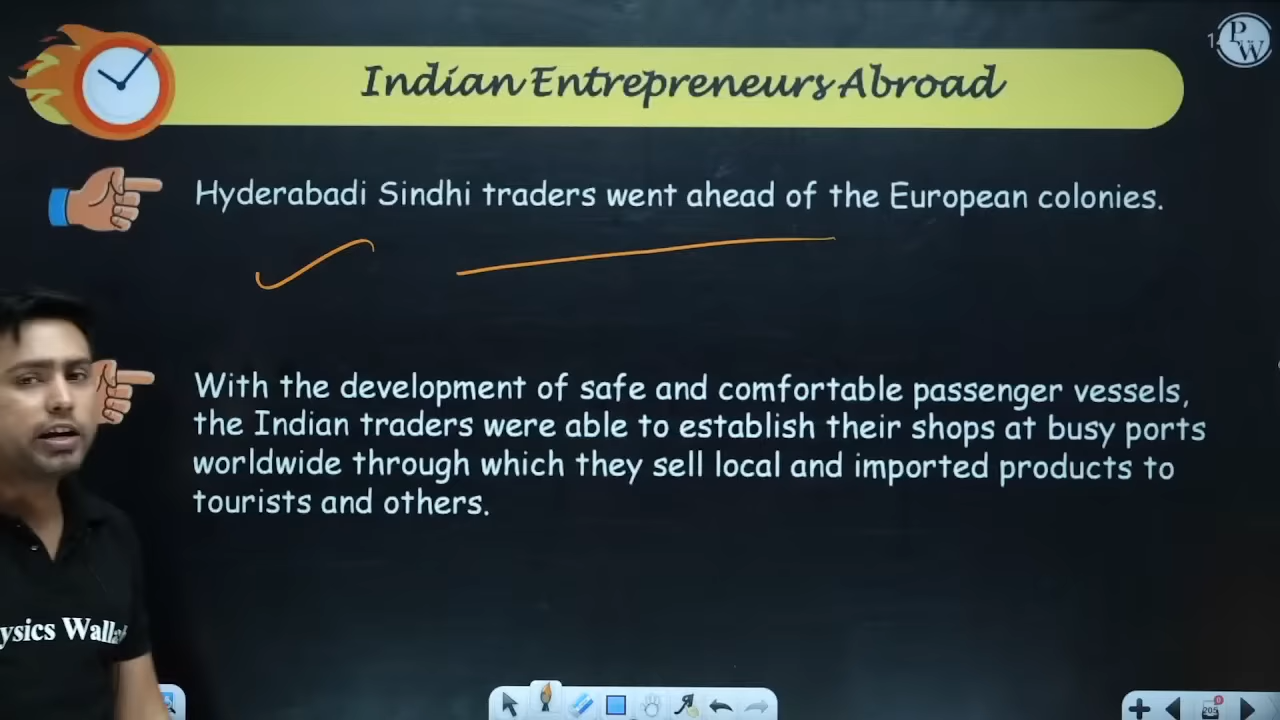 Indian Entrepreneurs Abroad
PW
Hyderabadi Sindhi traders went ahead of the European colonies.
With the development of safe and comfortable passenger vessels,
the Indian traders were able to establish their shops at busy ports
worldwide through which they sell local and imported products to
tourists and others.
ysics Walla
205